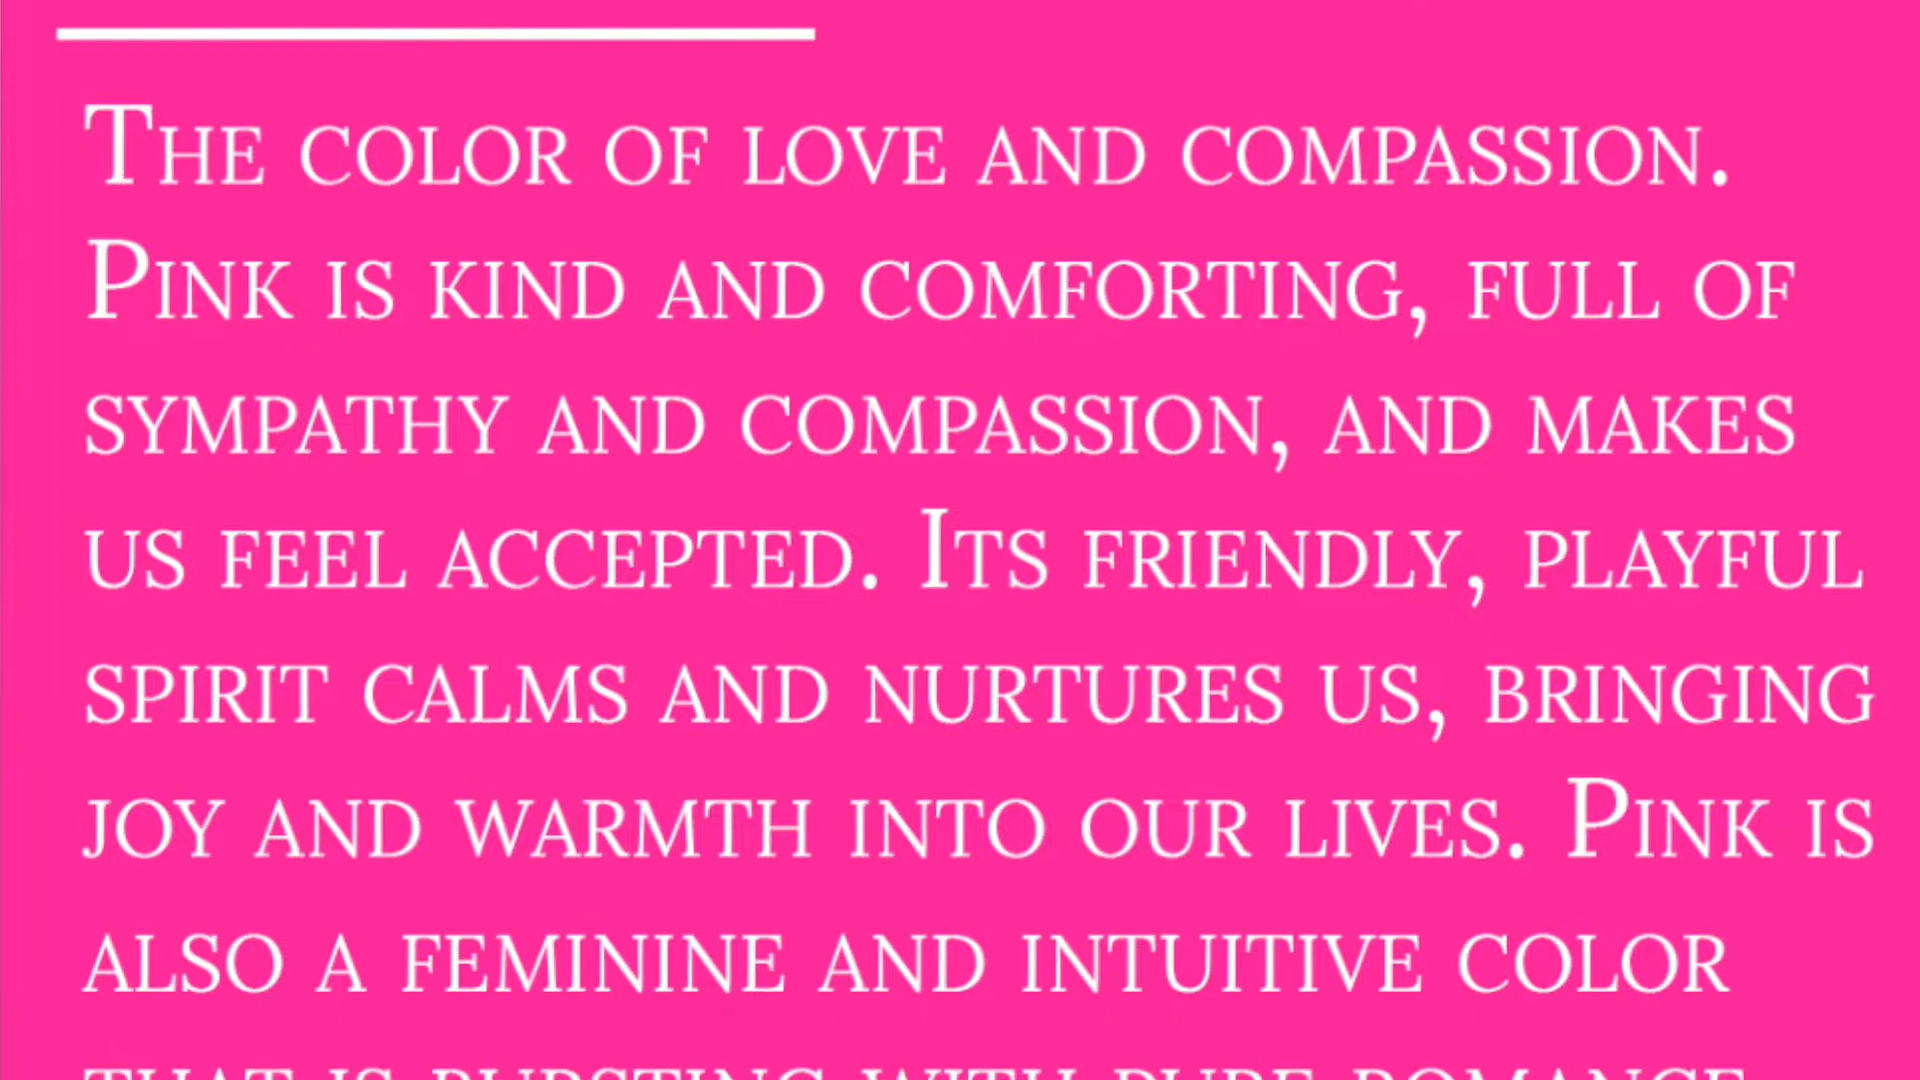 The color of love and compassion.
Pink is kind and comforting, full of
sympathy and compassion, and makes
us feel accepted. Its friendly, playful
spirit calms and nurtures us, bringing
joy and warmth into our lives. Pink is
also a feminine and intuitive color
that is bursting with pure romance